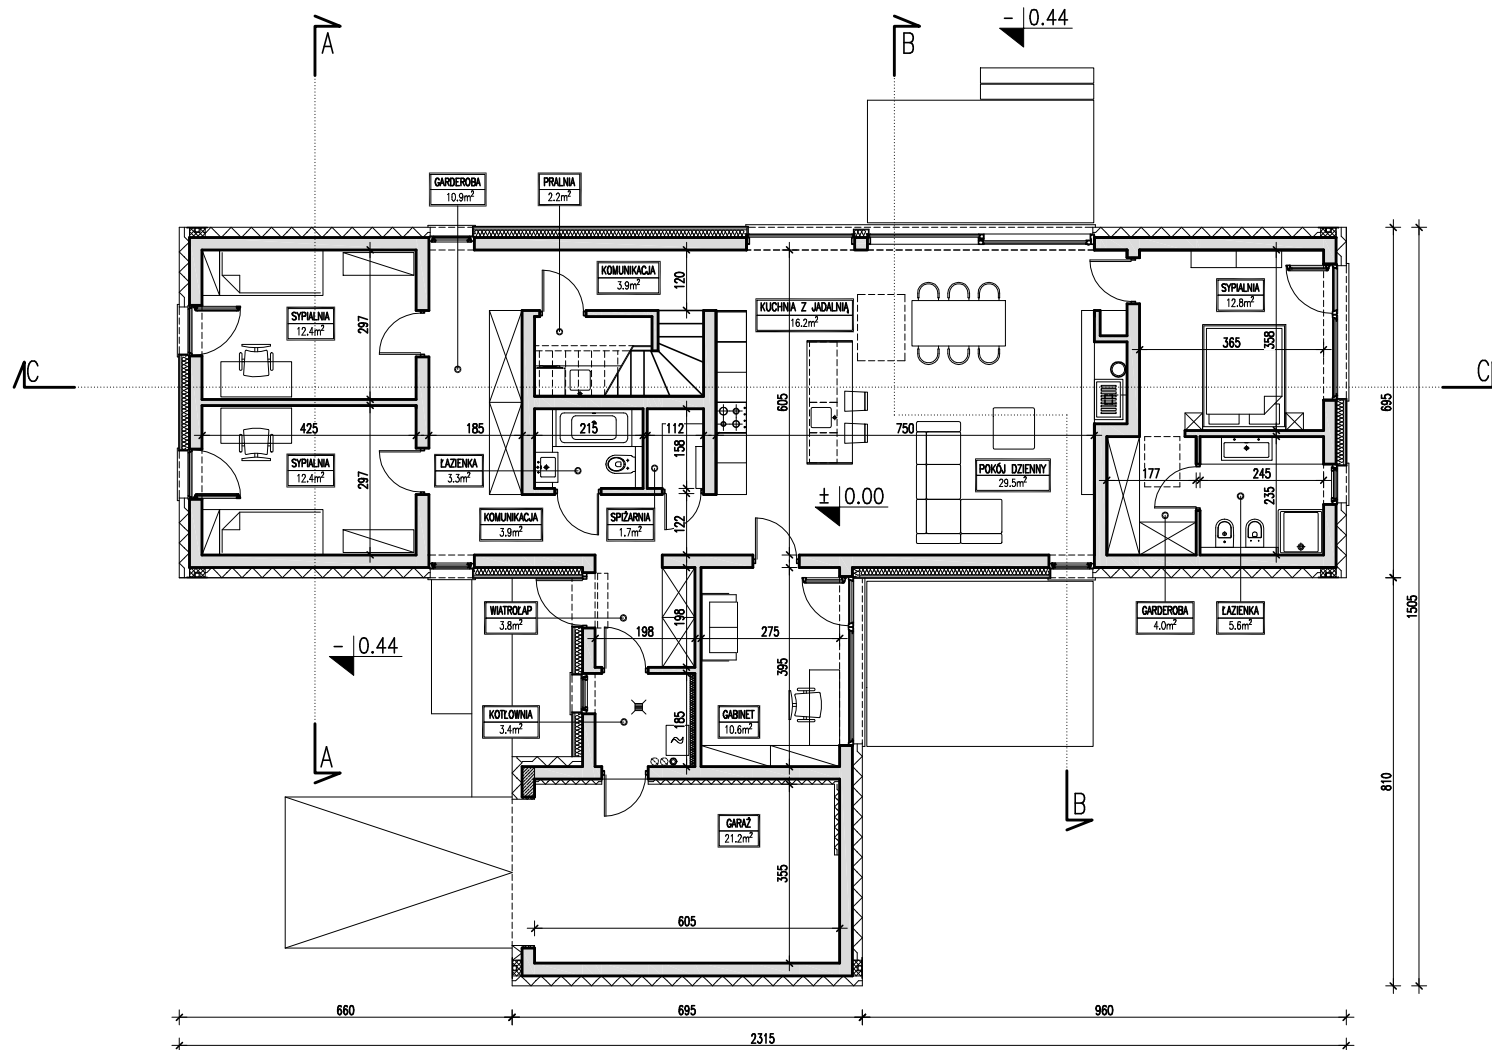 - 0.44
A
B
GARDEROBA
10.9m²
PRALNIA
2.2m²
KOMUNIKACJA
3.9m²
120
SYPIALNIA
12.4m²
297
KUCHNIA Z JADALNIĄ
16.2m²
SYPIALNIA
12.8m²
365
358
C
C
605
695
425
185
215
112
750
158
SYPIALNIA
12.4m²
297
ŁAZIENKA
3.3m²
POKÓJ DZIENNY
29.5m²
177
245
235
± 0.00
KOMUNIKACJA
3.9m²
SPIŻARNIA
1.7m²
122
WIATROŁAP
3.8m²
198
198
275
GARDEROBA
4.0m²
ŁAZIENKA
5.6m²
1505
- 0.44
395
KOTŁOWNIA
3.4m²
185
GABINET
10.6m²
A
B
810
GARAŻ
21.2m²
355
605
660
695
960
2315